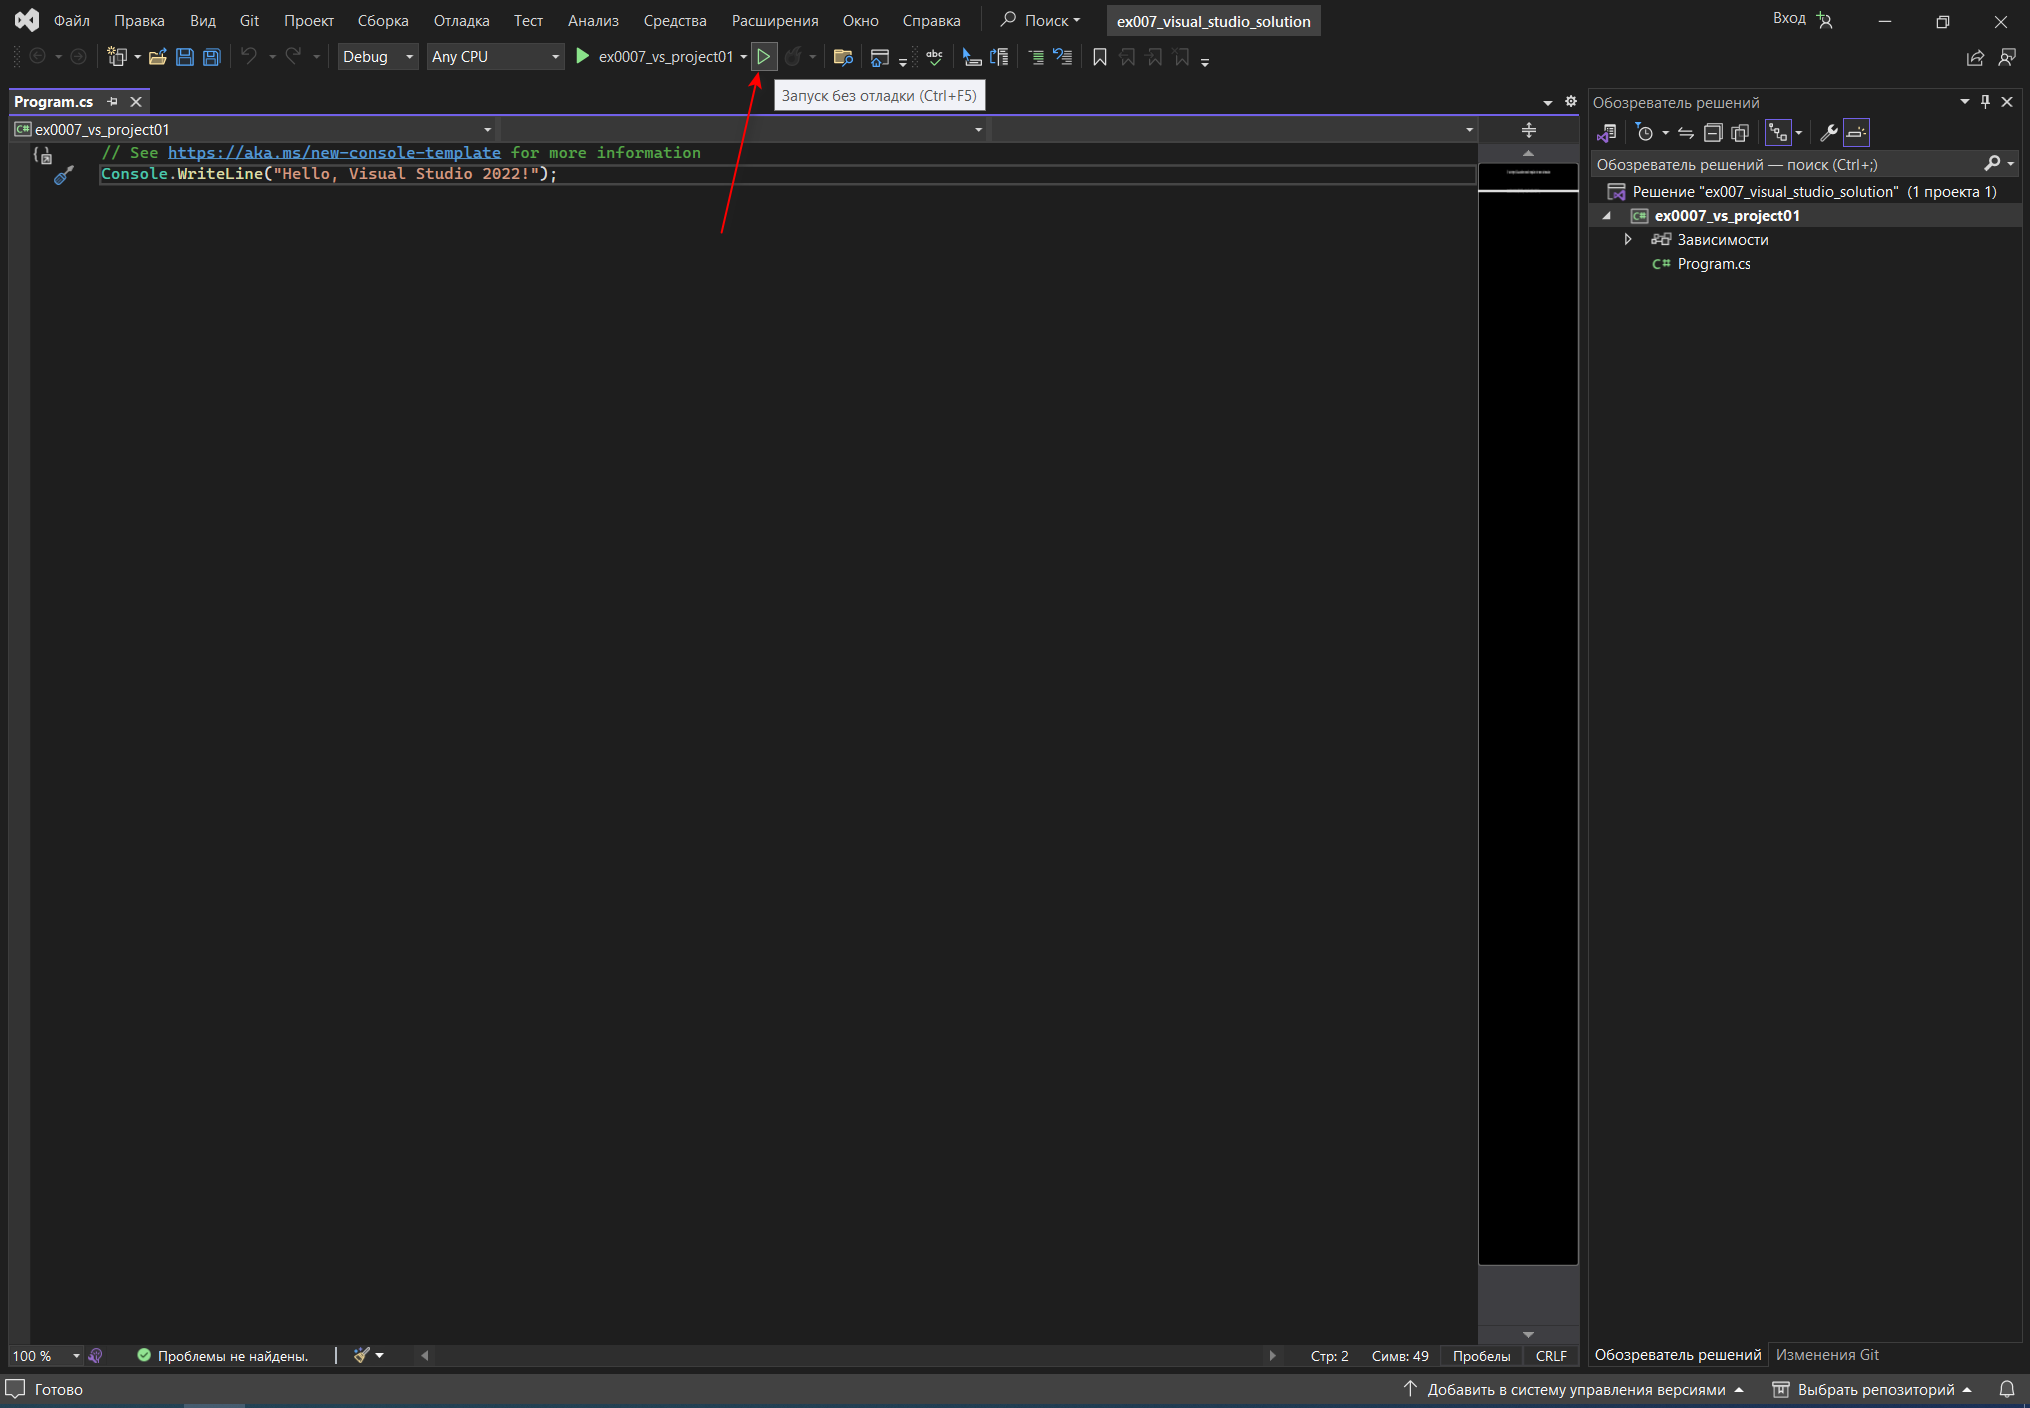 Файл Правка Вид Git Проект Сборка Отладка Тест Анализ Средства Расширения Окно Справка Поиск ex007_visual_studio_solution Вход
Debug Any CPU ex0007_vs_project01 abc
Запуск без отладки (Ctrl+F5)
Program.cs
ex0007_vs_project01
// See https://aka.ms/new-console-template for more information
Console.WriteLine("Hello, Visual Studio 2022!");
Обозреватель решений
Обозреватель решений — поиск (Ctrl+;)
Решение "ex007_visual_studio_solution" (1 проекта 1)
C# ex0007_vs_project01
Зависимости
C# Program.cs
100 % Проблемы не найдены. Стр: 2 Симв: 49 Пробелы CRLF
Обозреватель решений Изменения Git
Готово Добавить в систему управления версиями Выбрать репозиторий